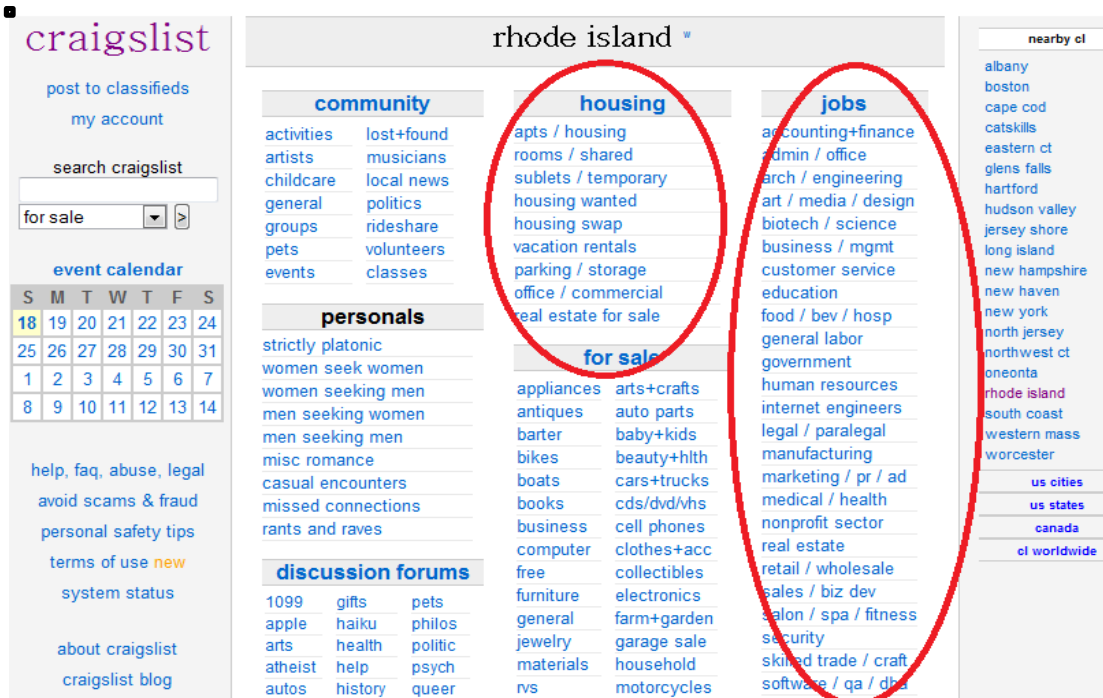 craigslist
post to classifieds
my account
search craigslist
for sale
>
event calendar
S M T W T F S
18 19 20 21 22 23 24
25 26 27 28 29 30 31
1 2 3 4 5 6 7
8 9 10 11 12 13 14
help, faq, abuse, legal
avoid scams & fraud
personal safety tips
terms of use new
system status
about craigslist
craigslist blog
rhode island w
community
activities lost+found
artists musicians
childcare local news
general politics
groups rideshare
pets volunteers
events classes
personals
strictly platonic
women seek women
women seeking men
men seeking women
men seeking men
misc romance
casual encounters
missed connections
rants and raves
discussion forums
1099 gifts pets
apple haiku philos
arts health politic
atheist help psych
autos history queer
housing
apts / housing
rooms / shared
sublets / temporary
housing wanted
housing swap
vacation rentals
parking / storage
office / commercial
real estate for sale
for sale
appliances arts+crafts
antiques auto parts
barter baby+kids
bikes beauty+hlth
boats cars+trucks
books cds/dvd/vhs
business cell phones
computer clothes+acc
free collectibles
furniture electronics
general farm+garden
jewelry garage sale
materials household
rvs motorcycles
jobs
accounting+finance
admin / office
arch / engineering
art / media / design
biotech / science
business / mgmt
customer service
education
food / bev / hosp
general labor
government
human resources
internet engineers
legal / paralegal
manufacturing
marketing / pr / ad
medical / health
nonprofit sector
real estate
retail / wholesale
sales / biz dev
salon / spa / fitness
security
skilled trade / craft
software / qa / dba
nearby cl
albany
boston
cape cod
catskills
eastern ct
glens falls
hartford
hudson valley
jersey shore
long island
new hampshire
new haven
new york
north jersey
northwest ct
oneonta
rhode island
south coast
western mass
worcester
us cities
us states
canada
cl worldwide